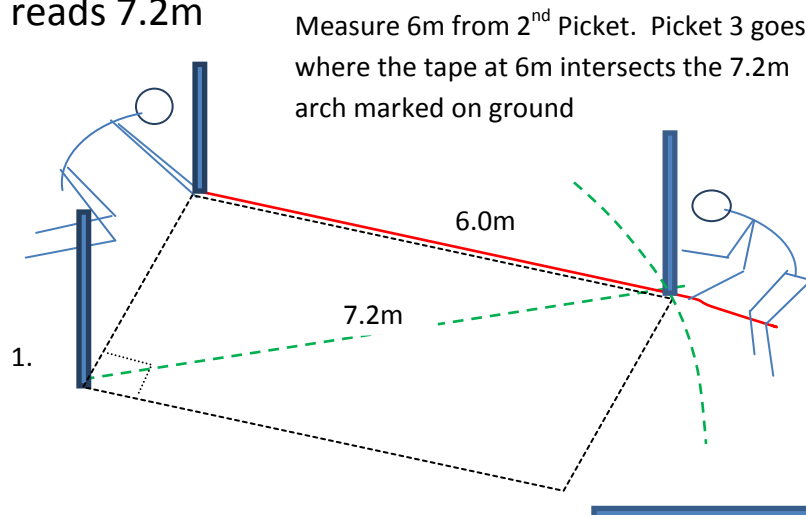 reads 7.2m
Measure 6m from 2nd Picket. Picket 3 goes
where the tape at 6m intersects the 7.2m
arch marked on ground
6.0m
7.2m
1.